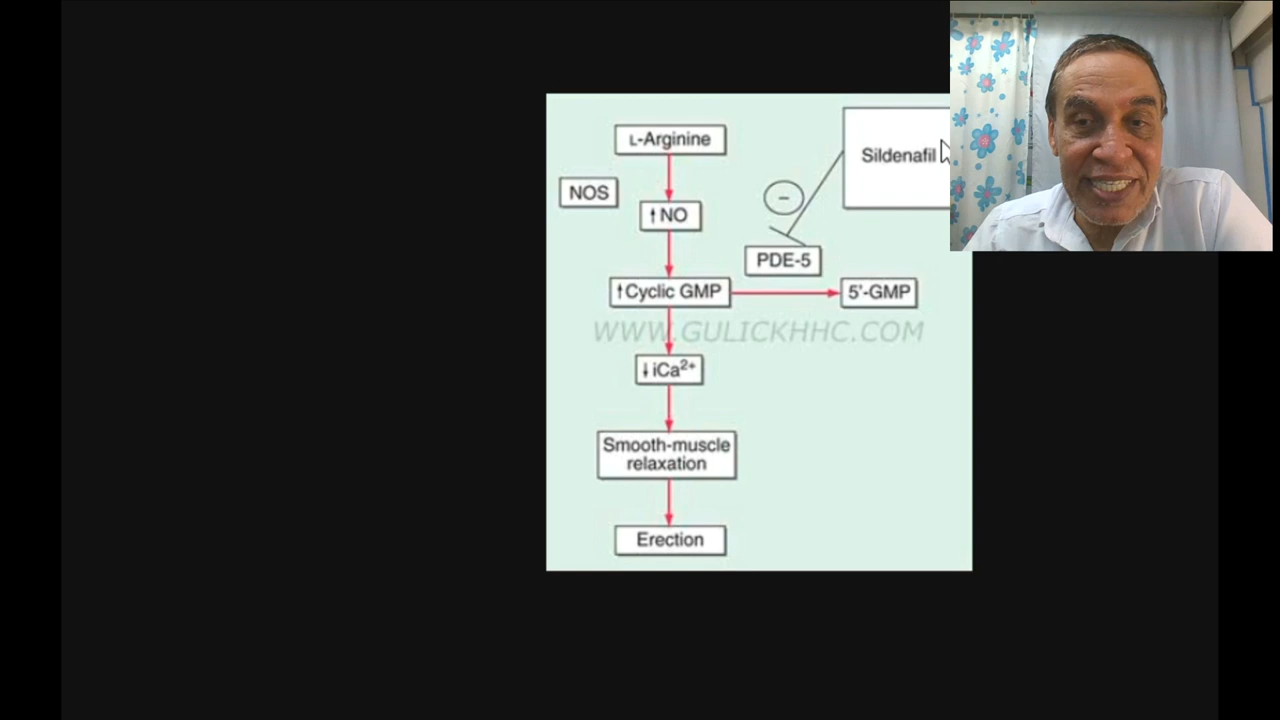 L-Arginine
NOS
↑NO
Sildenafil
−
PDE-5
↑Cyclic GMP
5'-GMP
WWW.GULICKHHC.COM
↓iCa²⁺
Smooth-muscle
relaxation
Erection